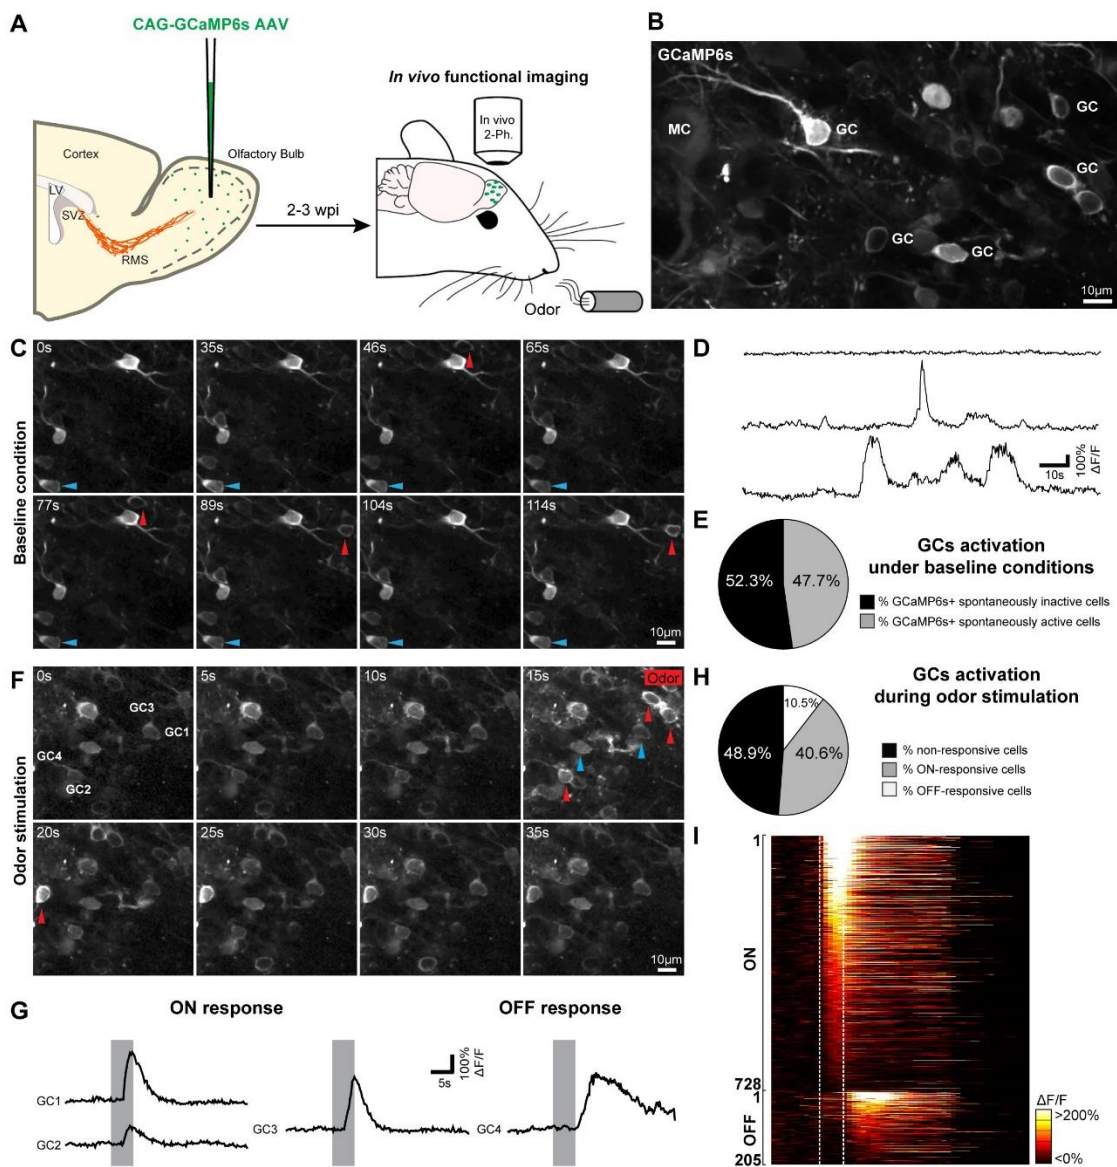 A
CAG-GCaMP6s AAV
Cortex
LV
SVZ
RMS
Olfactory Bulb
2-3 wpi
In vivo functional imaging
In vivo
2-Ph.
Odor
B
GCaMP6s
MC
GC
GC
GC
GC
GC
10µm
C
Baseline condition
0s
35s
46s
65s
77s
89s
104s
114s
10µm
D
10s
100%
ΔF/F
E
52.3%
47.7%
GCs activation
under baseline conditions
% GCaMP6s+ spontaneously inactive cells
% GCaMP6s+ spontaneously active cells
F
Odor stimulation
0s
GC3
GC1
GC4
GC2
5s
10s
15s
Odor
20s
25s
30s
35s
10µm
G
ON response
OFF response
GC1
GC2
GC3
5s
100%
ΔF/F
GC4
H
10.5%
48.9%
40.6%
GCs activation
during odor stimulation
% non-responsive cells
% ON-responsive cells
% OFF-responsive cells
I
1
ON
728
1
OFF
205
ΔF/F
>200%
<0%